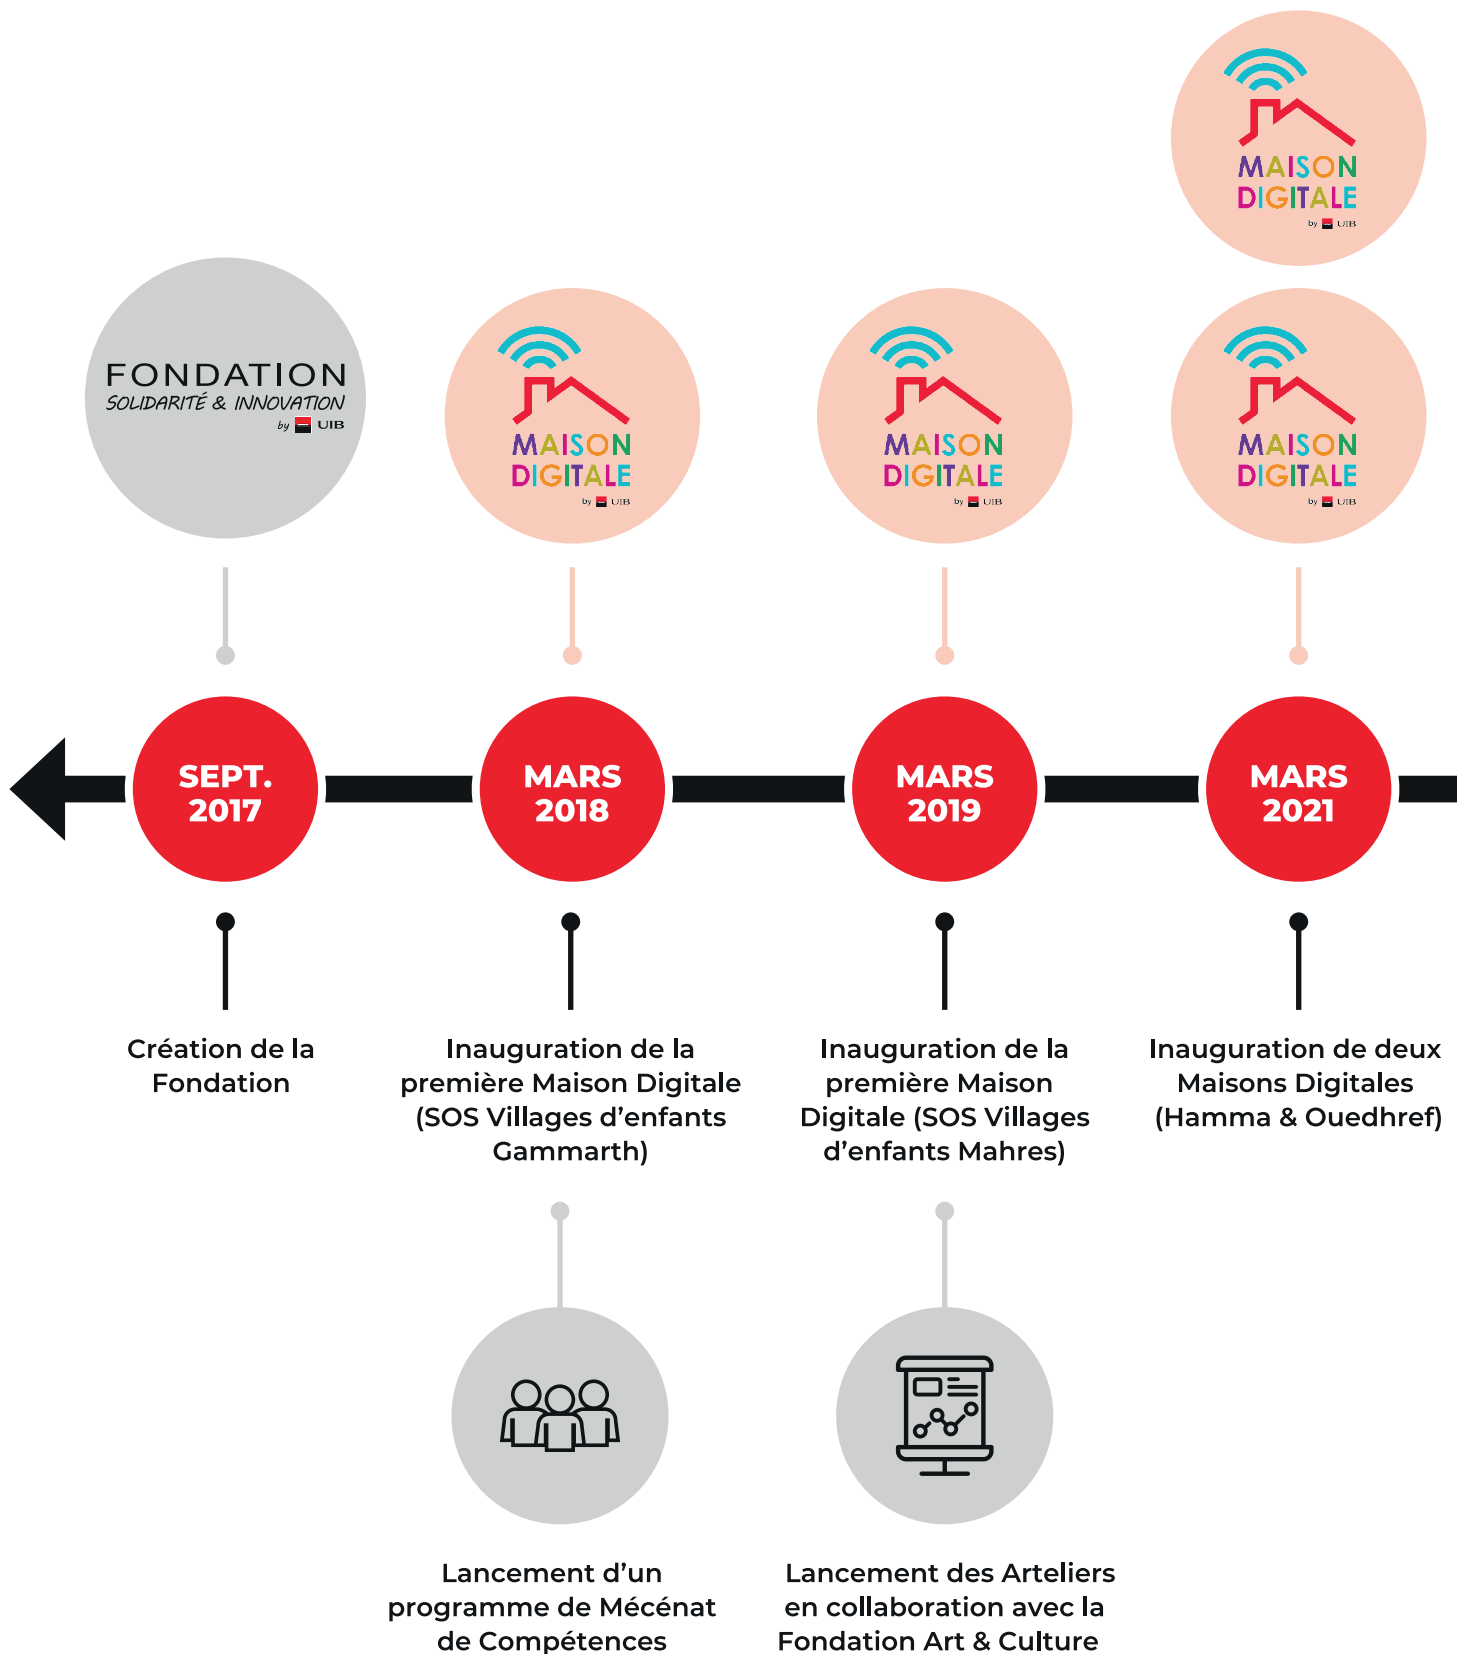 MAISON
DIGITALE
by UIB
FONDATION
SOLIDARITÉ & INNOVATION
by UIB
MAISON
DIGITALE
by UIB
MAISON
DIGITALE
by UIB
MAISON
DIGITALE
by UIB
SEPT.
2017
MARS
2018
MARS
2019
MARS
2021
Création de la
Fondation
Inauguration de la
première Maison Digitale
(SOS Villages d’enfants
Gammarth)
Inauguration de la
première Maison
Digitale (SOS Villages
d’enfants Mahres)
Inauguration de deux
Maisons Digitales
(Hamma & Ouedhref)
Lancement d’un
programme de Mécénat
de Compétences
Lancement des Arteliers
en collaboration avec la
Fondation Art & Culture